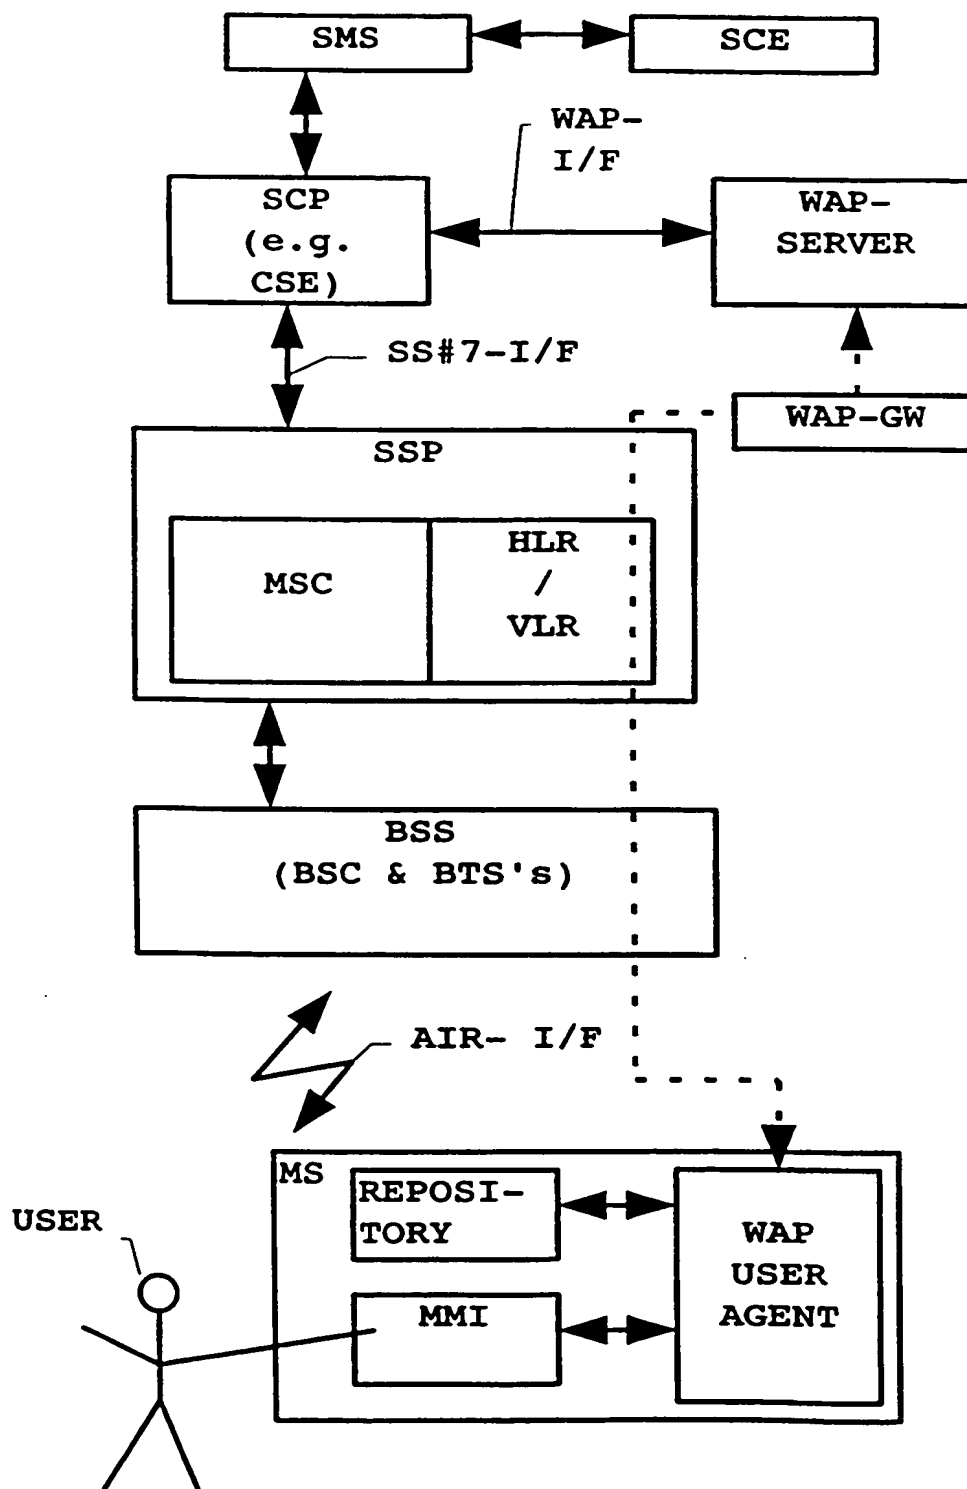 SMS
SCE
WAP-
I/F
SCP
(e.g.
CSE)
WAP-
SERVER
SS#7-I/F
WAP-GW
SSP
MSC
HLR
/
VLR
BSS
(BSC & BTS's)
AIR- I/F
MS
REPOSI-
TORY
USER
WAP
USER
AGENT
MMI